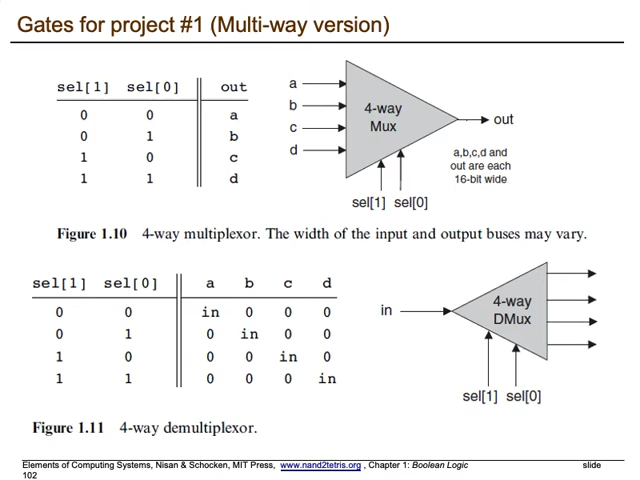 Gates for project #1 (Multi-way version)
sel[1] sel[0] out
0 0 a
0 1 b
1 0 c
1 1 d
a
b
c
d
4-way
Mux
out
a,b,c,d and
out are each
16-bit wide
sel[1] sel[0]
Figure 1.10 4-way multiplexor. The width of the input and output buses may vary.
sel[1] sel[0] a b c d
0 0 in 0 0 0
0 1 0 in 0 0
1 0 0 0 in 0
1 1 0 0 0 in
in
4-way
DMux
sel[1] sel[0]
Figure 1.11 4-way demultiplexor.
Elements of Computing Systems, Nisan & Schocken, MIT Press, www.nand2tetris.org , Chapter 1: Boolean Logic slide
102